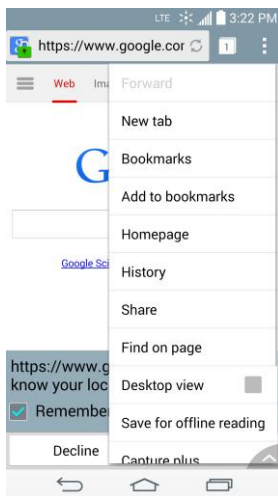 LTE 3:22 PM
https://www.google.cor 1
Web Ima
Forward
New tab
Bookmarks
Add to bookmarks
G
Homepage
Google Sci
History
Share
Find on page
https://www.g
know your loc
Desktop view
Remember
Save for offline reading
Decline
Capture plus